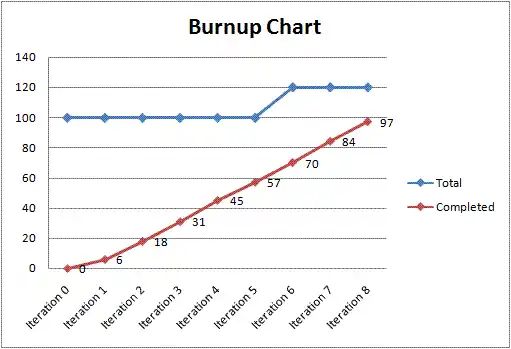 Burnup Chart
140
120
100
80
60
40
20
0
0
6
18
31
45
57
70
84
97
Total
Completed
Iteration 0
Iteration 1
Iteration 2
Iteration 3
Iteration 4
Iteration 5
Iteration 6
Iteration 7
Iteration 8